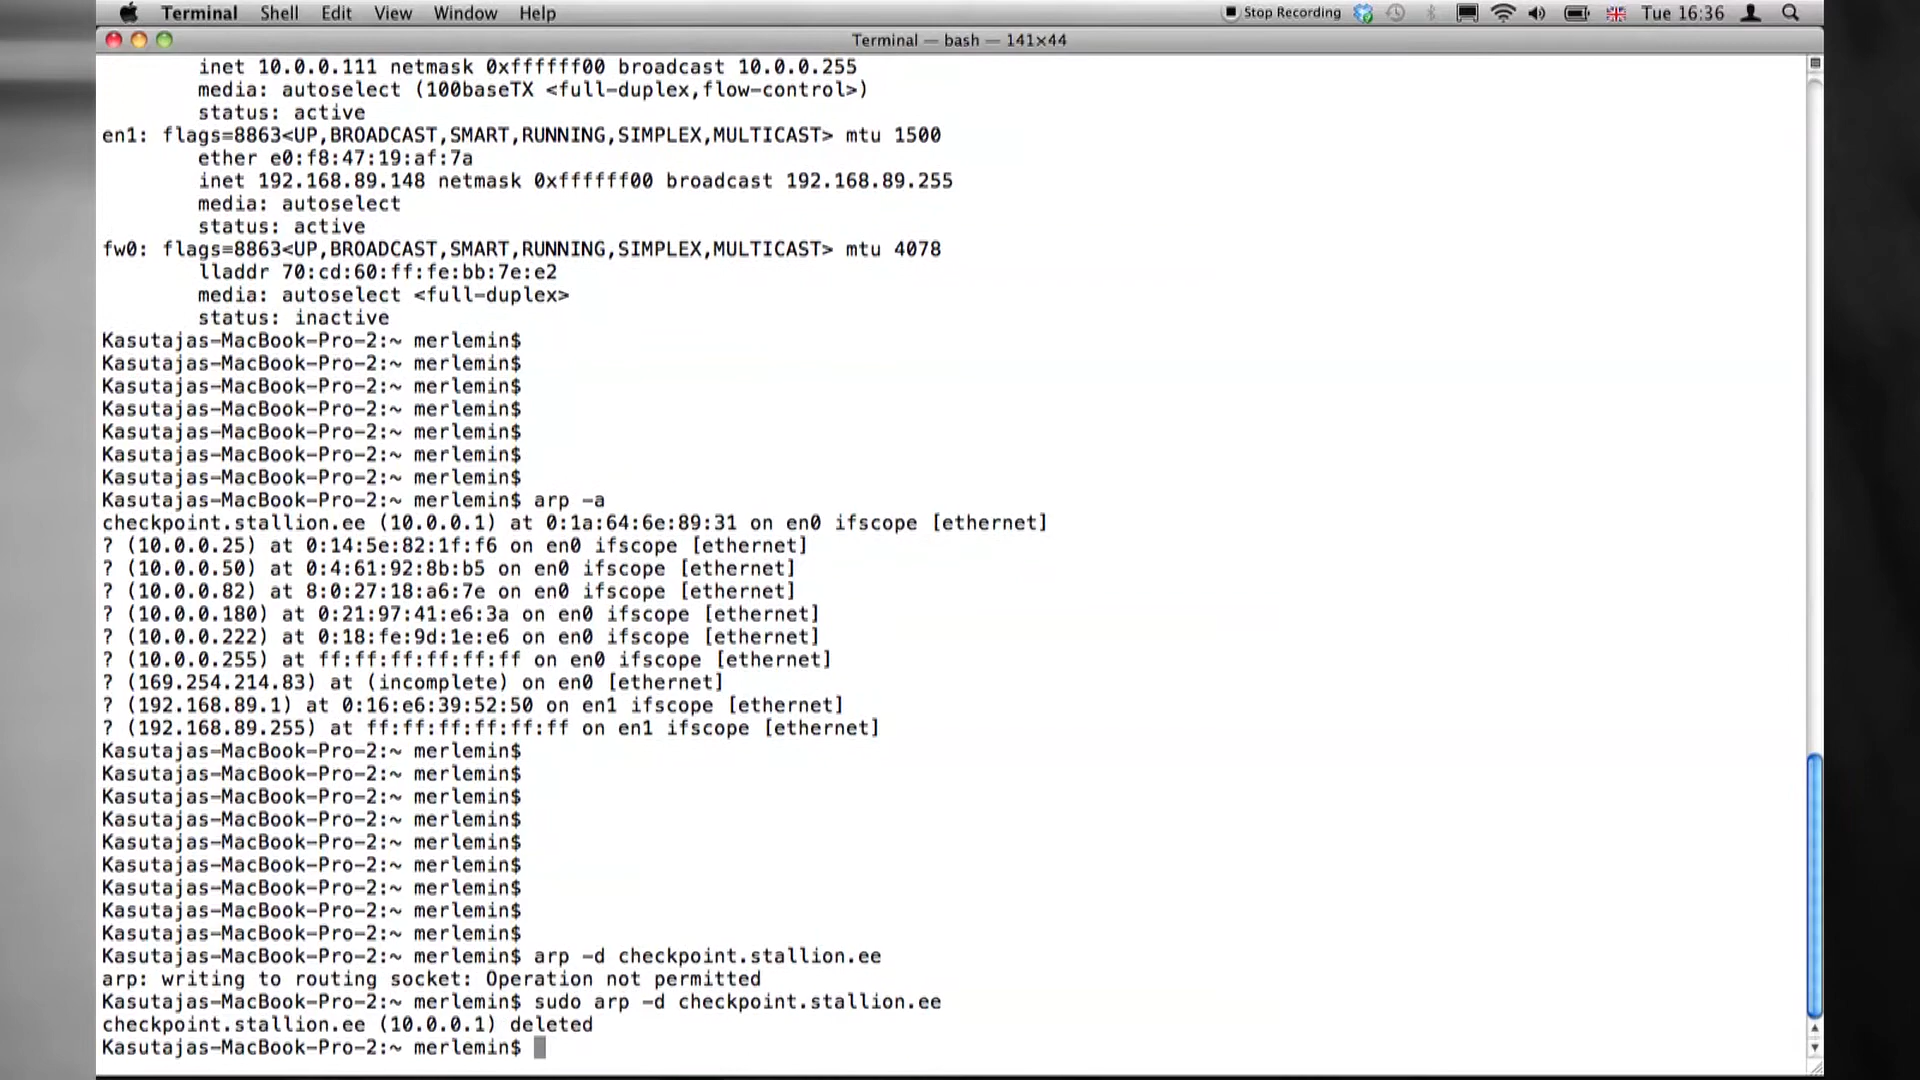 Terminal Shell Edit View Window Help Stop Recording Tue 16:36
Terminal — bash — 141×44
inet 10.0.0.111 netmask 0xffffff00 broadcast 10.0.0.255
media: autoselect (100baseTX <full-duplex,flow-control>)
status: active
en1: flags=8863<UP,BROADCAST,SMART,RUNNING,SIMPLEX,MULTICAST> mtu 1500
ether e0:f8:47:19:af:7a
inet 192.168.89.148 netmask 0xffffff00 broadcast 192.168.89.255
media: autoselect
status: active
fw0: flags=8863<UP,BROADCAST,SMART,RUNNING,SIMPLEX,MULTICAST> mtu 4078
lladdr 70:cd:60:ff:fe:bb:7e:e2
media: autoselect <full-duplex>
status: inactive
Kasutajas-MacBook-Pro-2:~ merlemin$
Kasutajas-MacBook-Pro-2:~ merlemin$
Kasutajas-MacBook-Pro-2:~ merlemin$
Kasutajas-MacBook-Pro-2:~ merlemin$
Kasutajas-MacBook-Pro-2:~ merlemin$
Kasutajas-MacBook-Pro-2:~ merlemin$
Kasutajas-MacBook-Pro-2:~ merlemin$
Kasutajas-MacBook-Pro-2:~ merlemin$ arp -a
checkpoint.stallion.ee (10.0.0.1) at 0:1a:64:6e:89:31 on en0 ifscope [ethernet]
? (10.0.0.25) at 0:14:5e:82:1f:f6 on en0 ifscope [ethernet]
? (10.0.0.50) at 0:4:61:92:8b:b5 on en0 ifscope [ethernet]
? (10.0.0.82) at 8:0:27:18:a6:7e on en0 ifscope [ethernet]
? (10.0.0.180) at 0:21:97:41:e6:3a on en0 ifscope [ethernet]
? (10.0.0.222) at 0:18:fe:9d:1e:e6 on en0 ifscope [ethernet]
? (10.0.0.255) at ff:ff:ff:ff:ff:ff on en0 ifscope [ethernet]
? (169.254.214.83) at (incomplete) on en0 [ethernet]
? (192.168.89.1) at 0:16:e6:39:52:50 on en1 ifscope [ethernet]
? (192.168.89.255) at ff:ff:ff:ff:ff:ff on en1 ifscope [ethernet]
Kasutajas-MacBook-Pro-2:~ merlemin$
Kasutajas-MacBook-Pro-2:~ merlemin$
Kasutajas-MacBook-Pro-2:~ merlemin$
Kasutajas-MacBook-Pro-2:~ merlemin$
Kasutajas-MacBook-Pro-2:~ merlemin$
Kasutajas-MacBook-Pro-2:~ merlemin$
Kasutajas-MacBook-Pro-2:~ merlemin$
Kasutajas-MacBook-Pro-2:~ merlemin$
Kasutajas-MacBook-Pro-2:~ merlemin$
Kasutajas-MacBook-Pro-2:~ merlemin$ arp -d checkpoint.stallion.ee
arp: writing to routing socket: Operation not permitted
Kasutajas-MacBook-Pro-2:~ merlemin$ sudo arp -d checkpoint.stallion.ee
checkpoint.stallion.ee (10.0.0.1) deleted
Kasutajas-MacBook-Pro-2:~ merlemin$